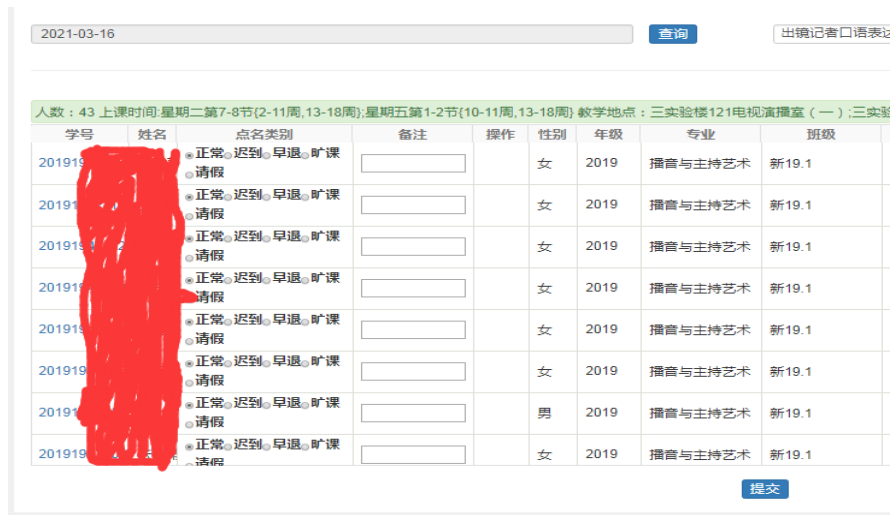 2021-03-16 查询 出镜记者口语表达
人数：43 上课时间:星期二第7-8节{2-11周,13-18周};星期五第1-2节{10-11周,13-18周} 教学地点：三实验楼121电视演播室（一）;三实验
学号 姓名 点名类别 备注 操作 性别 年级 专业 班级
201919 正常 迟到 早退 旷课 女 2019 播音与主持艺术 新19.1
请假
20191 正常 迟到 早退 旷课 女 2019 播音与主持艺术 新19.1
请假
201919 正常 迟到 早退 旷课 女 2019 播音与主持艺术 新19.1
请假
20191 正常 迟到 早退 旷课 女 2019 播音与主持艺术 新19.1
请假
20191 正常 迟到 早退 旷课 女 2019 播音与主持艺术 新19.1
请假
201919 正常 迟到 早退 旷课 女 2019 播音与主持艺术 新19.1
请假
20191 正常 迟到 早退 旷课 男 2019 播音与主持艺术 新19.1
请假
201919 正常 迟到 早退 旷课 女 2019 播音与主持艺术 新19.1
请假
提交